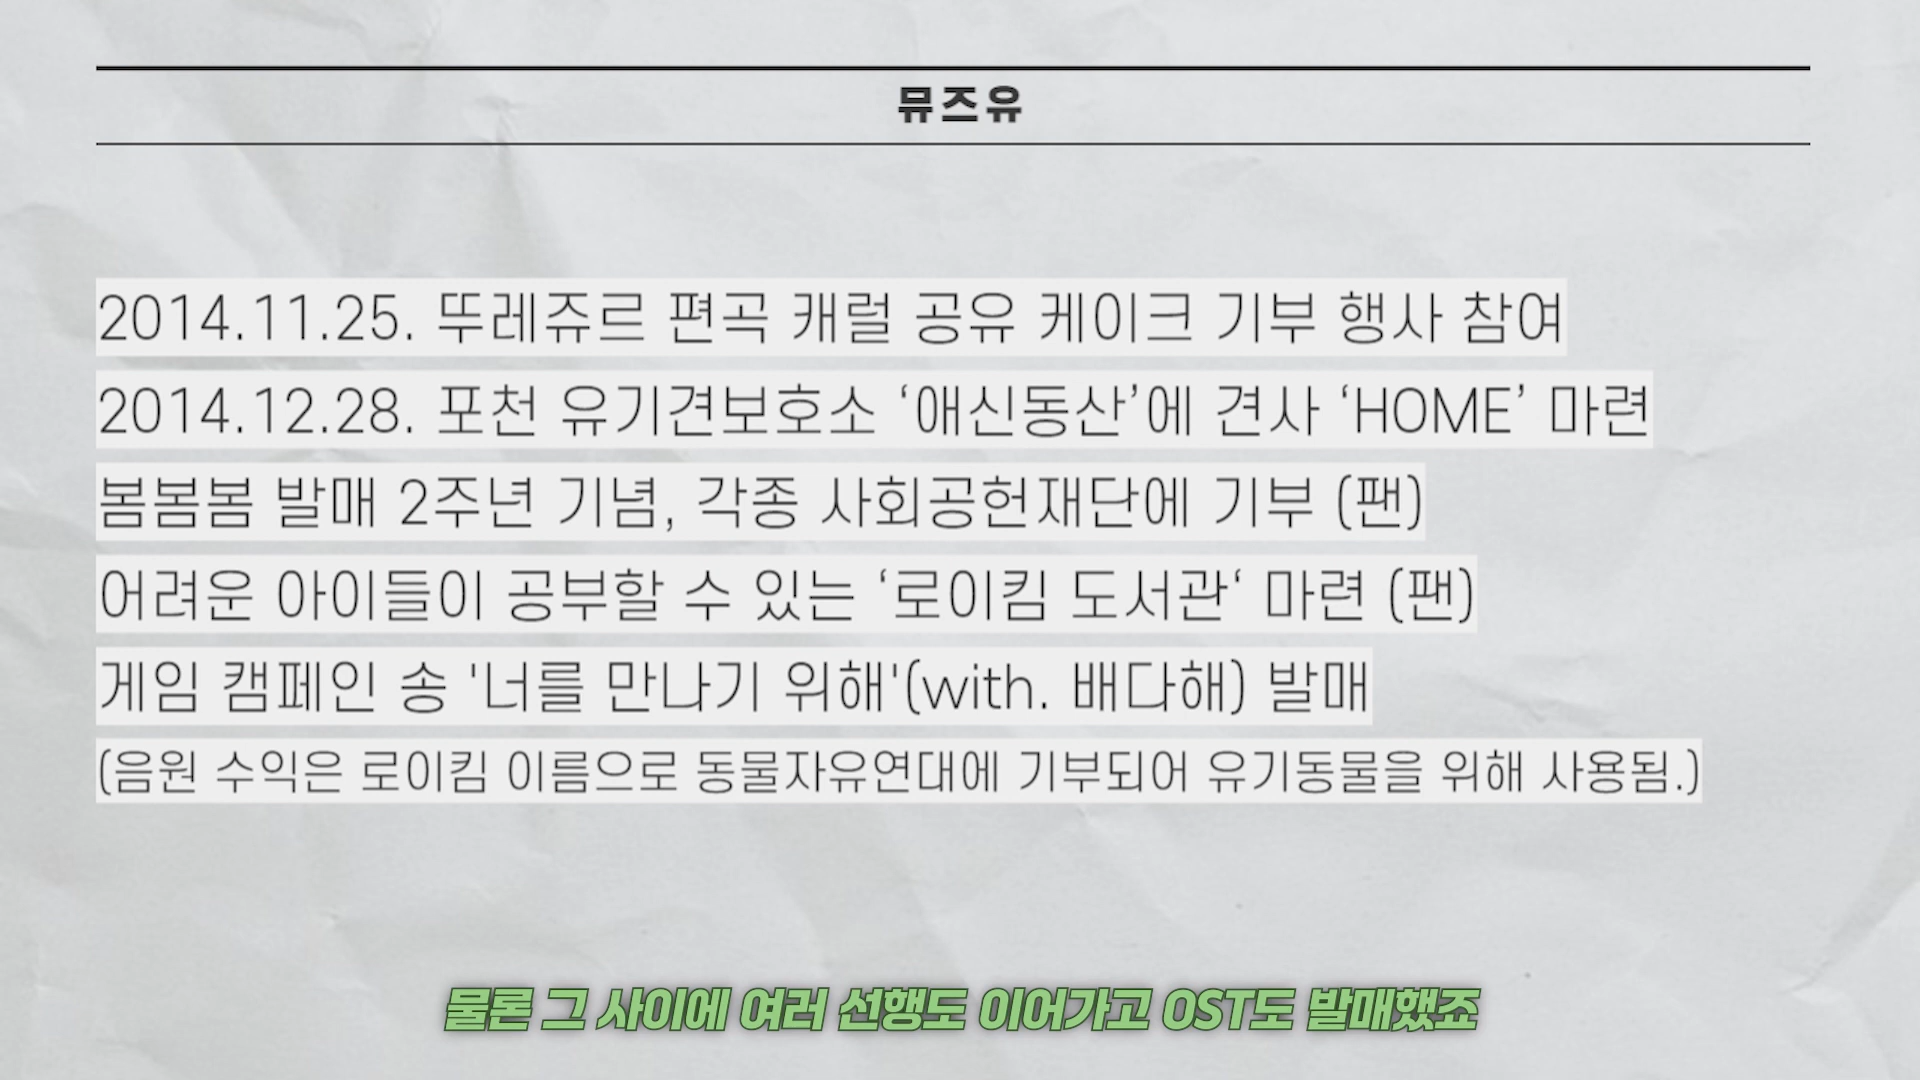 뮤즈유
2014.11.25. 뚜레쥬르 편곡 캐럴 공유 케이크 기부 행사 참여
2014.12.28. 포천 유기견보호소 ‘애신동산’에 견사 ‘HOME’ 마련
봄봄봄 발매 2주년 기념, 각종 사회공헌재단에 기부 (팬)
어려운 아이들이 공부할 수 있는 ‘로이킴 도서관‘ 마련 (팬)
게임 캠페인 송 '너를 만나기 위해'(with. 배다해) 발매
(음원 수익은 로이킴 이름으로 동물자유연대에 기부되어 유기동물을 위해 사용됨.)
물론 그 사이에 여러 선행도 이어가고 OST도 발매했죠